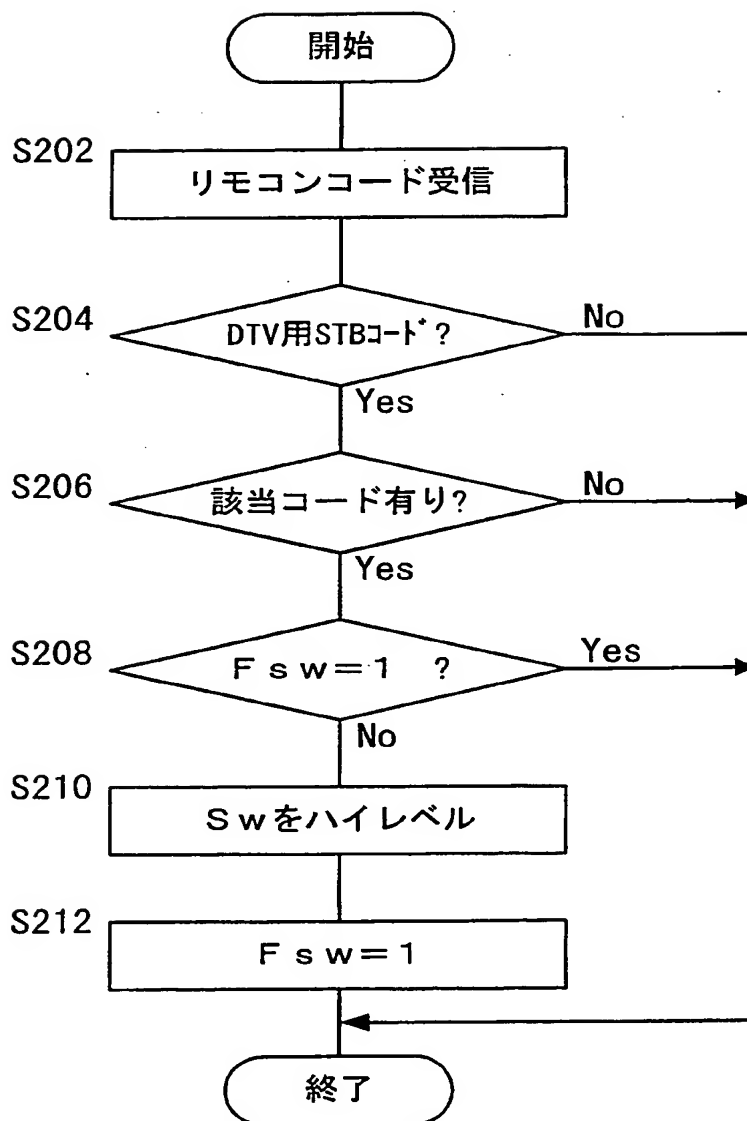 開始
S202
リモコンコード受信
S204
DTV用STBｺｰﾄﾞ?
No
Yes
S206
該当コード有り?
No
Yes
S208
Ｆｓｗ＝１ ?
Yes
No
S210
Ｓｗをハイレベル
S212
Ｆｓｗ＝１
終了